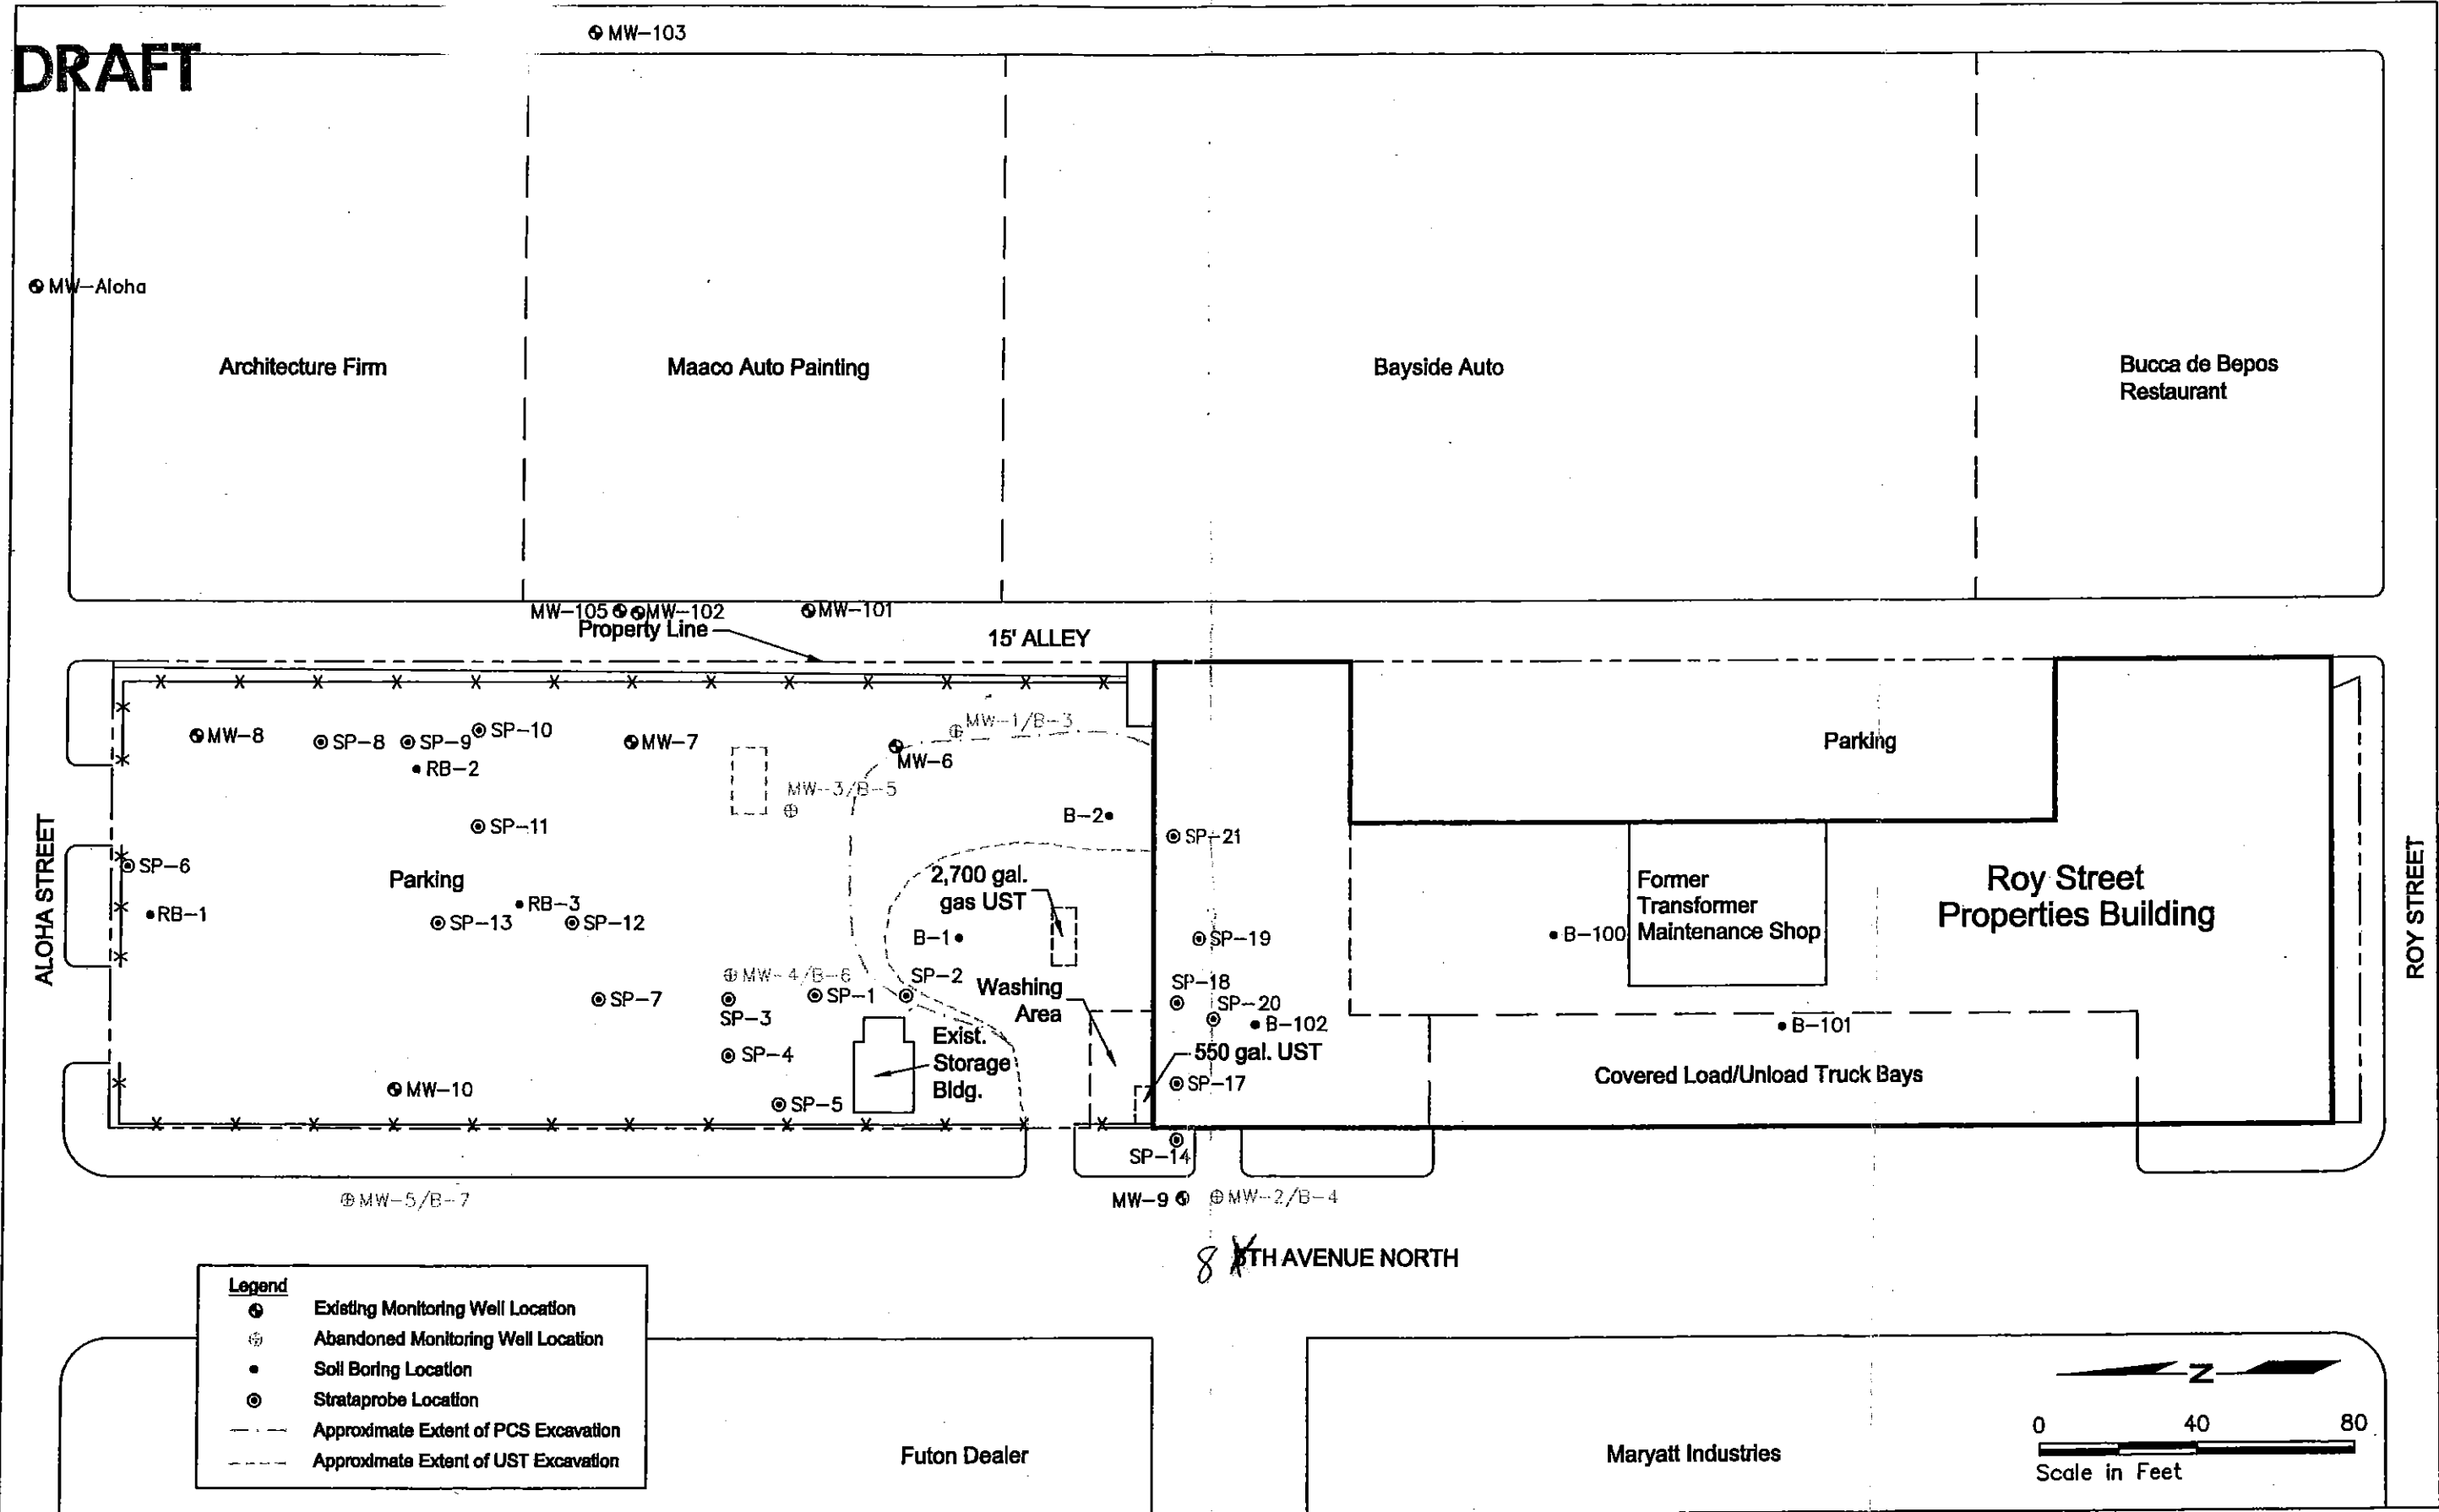 DRAFT
MW-103
MW-Aloha
Architecture Firm
Maaco Auto Painting
Bayside Auto
Bucca de Bepos
Restaurant
MW-105
MW-102
MW-101
Property Line
15' ALLEY
MW-8
SP-8
SP-9
SP-10
RB-2
MW-7
MW-1/B-3
MW-6
MW-3/B-5
B-2
SP-11
SP-21
Parking
ALOHA STREET
SP-6
RB-1
Parking
RB-3
SP-13
SP-12
2,700 gal.
gas UST
B-1
SP-19
B-100
Former
Transformer
Maintenance Shop
Roy Street
Properties Building
ROY STREET
MW-4/B-6
SP-2
SP-7
SP-3
SP-1
Washing
Area
SP-18
SP-20
B-102
B-101
SP-4
Exist.
Storage
Bldg.
550 gal. UST
SP-17
Covered Load/Unload Truck Bays
MW-10
SP-5
SP-14
MW-5/B-7
MW-9
MW-2/B-4
8 TH AVENUE NORTH
Legend
Existing Monitoring Well Location
Abandoned Monitoring Well Location
Soil Boring Location
Strataprobe Location
Approximate Extent of PCS Excavation
Approximate Extent of UST Excavation
Futon Dealer
Maryatt Industries
N
0 40 80
Scale in Feet